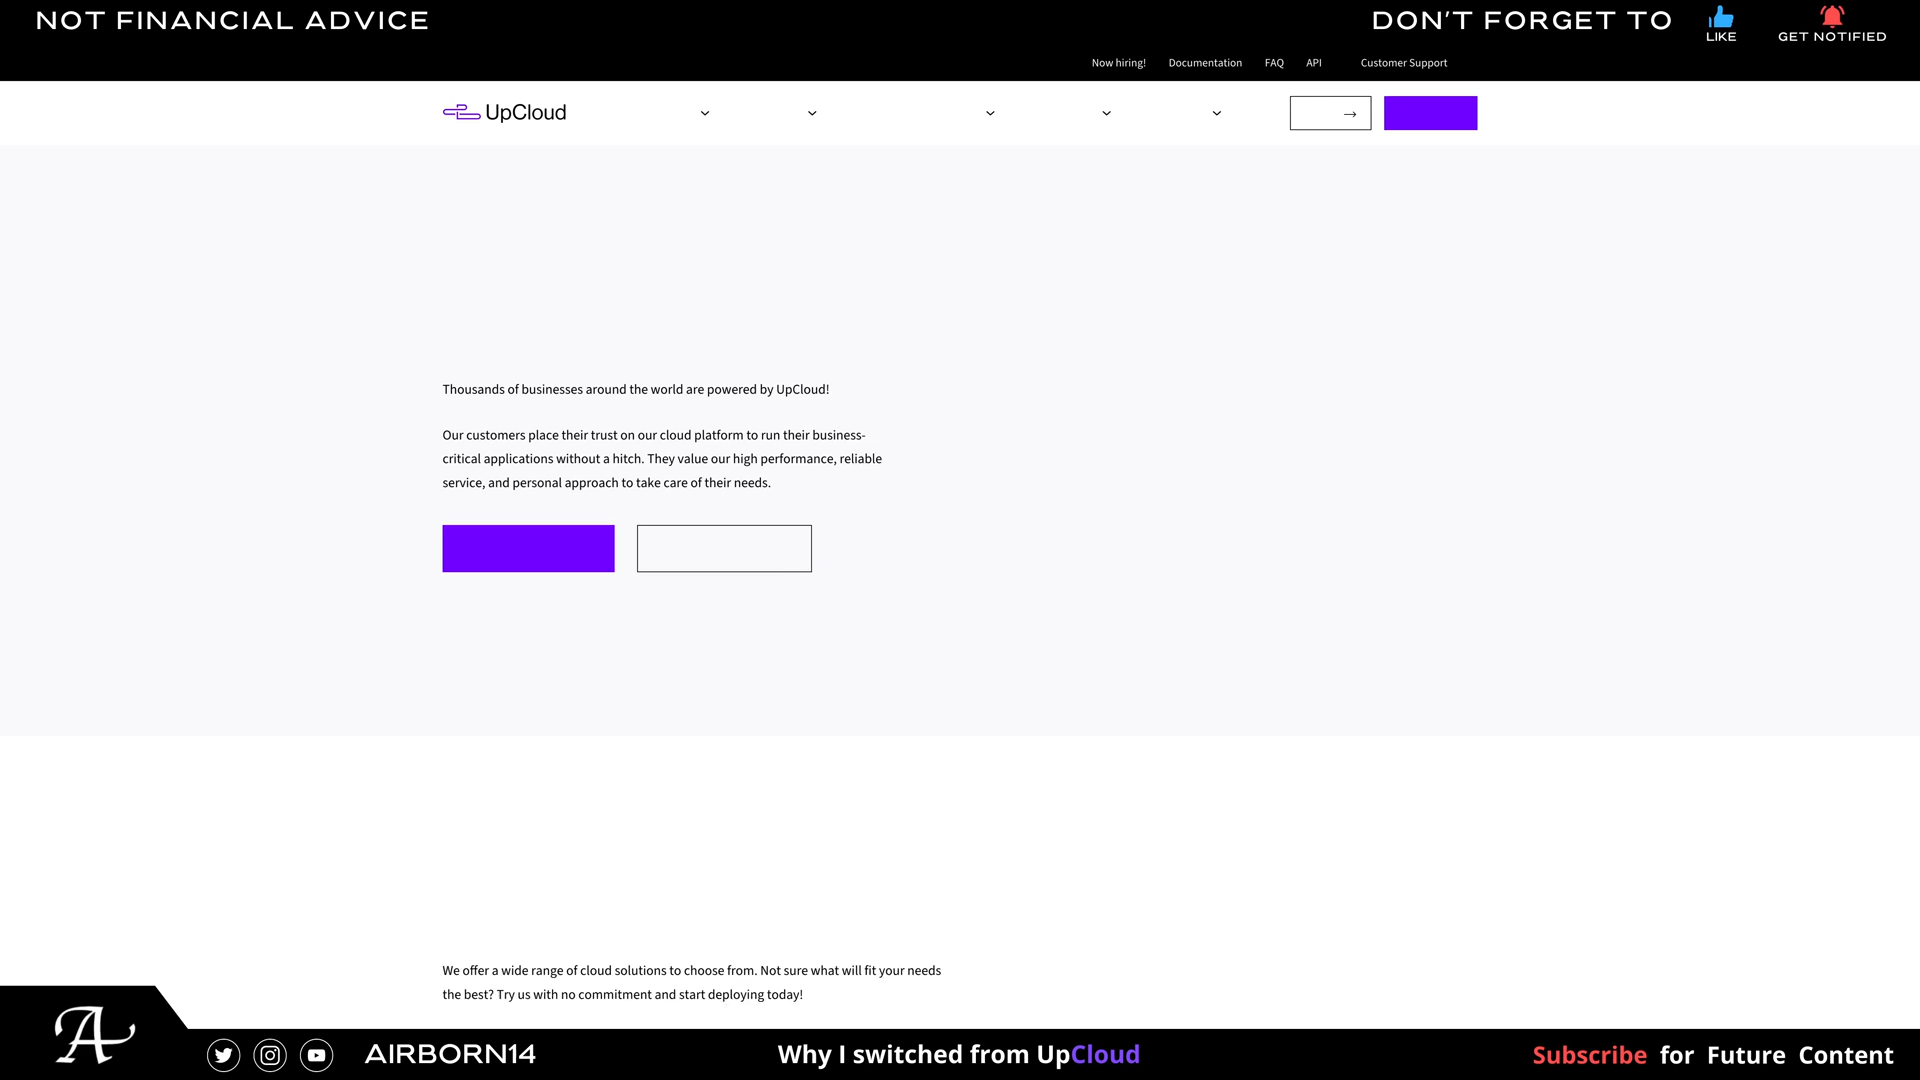 NOT FINANCIAL ADVICE
DON'T FORGET TO
LIKE
GET NOTIFIED
Now hiring! Documentation FAQ API Customer Support
UpCloud
Thousands of businesses around the world are powered by UpCloud!
Our customers place their trust on our cloud platform to run their business-
critical applications without a hitch. They value our high performance, reliable
service, and personal approach to take care of their needs.
We offer a wide range of cloud solutions to choose from. Not sure what will fit your needs
the best? Try us with no commitment and start deploying today!
A
AIRBORN14
Why I switched from UpCloud
Subscribe for Future Content